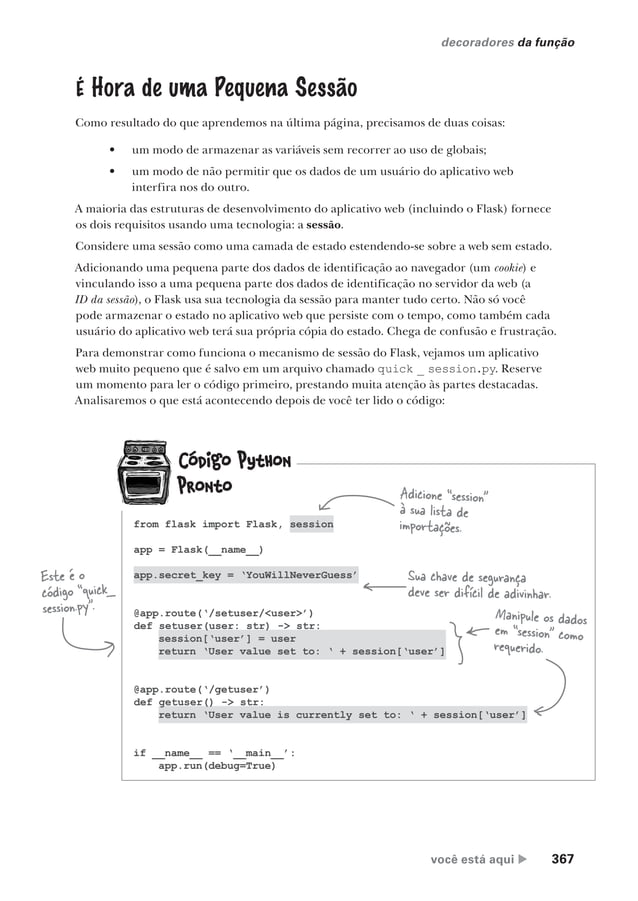 decoradores da função
É Hora de uma Pequena Sessão
Como resultado do que aprendemos na última página, precisamos de duas coisas:
• um modo de armazenar as variáveis sem recorrer ao uso de globais;
• um modo de não permitir que os dados de um usuário do aplicativo web
interfira nos do outro.
A maioria das estruturas de desenvolvimento do aplicativo web (incluindo o Flask) fornece
os dois requisitos usando uma tecnologia: a sessão.
Considere uma sessão como uma camada de estado estendendo-se sobre a web sem estado.
Adicionando uma pequena parte dos dados de identificação ao navegador (um cookie) e
vinculando isso a uma pequena parte dos dados de identificação no servidor da web (a
ID da sessão), o Flask usa sua tecnologia da sessão para manter tudo certo. Não só você
pode armazenar o estado no aplicativo web que persiste com o tempo, como também cada
usuário do aplicativo web terá sua própria cópia do estado. Chega de confusão e frustração.
Para demonstrar como funciona o mecanismo de sessão do Flask, vejamos um aplicativo
web muito pequeno que é salvo em um arquivo chamado quick _ session.py. Reserve
um momento para ler o código primeiro, prestando muita atenção às partes destacadas.
Analisaremos o que está acontecendo depois de você ter lido o código:
Código Python
Pronto
Adicione "session"
à sua lista de
importações.
from flask import Flask, session
app = Flask(__name__)
Este é o
código "quick_
session.py".
app.secret_key = ‘YouWillNeverGuess’
Sua chave de segurança
deve ser difícil de adivinhar.
@app.route(‘/setuser/<user>’)
def setuser(user: str) -> str:
session[‘user’] = user
return ‘User value set to: ‘ + session[‘user’]
Manipule os dados
em "session" como
requerido.
@app.route(‘/getuser’)
def getuser() -> str:
return ‘User value is currently set to: ‘ + session[‘user’]
if __name__ == ‘__main__’:
app.run(debug=True)
você está aqui ▶ 367